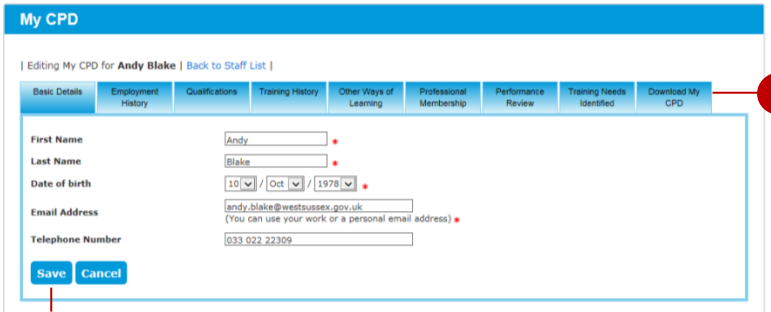 My CPD
| Editing My CPD for Andy Blake | Back to Staff List |
Basic Details Employment History Qualifications Training History Other Ways of Learning Professional Membership Performance Review Training Needs Identified Download My CPD
First Name Andy *
Last Name Blake *
Date of birth 10 / Oct / 1978 *
Email Address andy.blake@westsussex.gov.uk
(You can use your work or a personal email address) *
Telephone Number 033 022 22309
Save Cancel